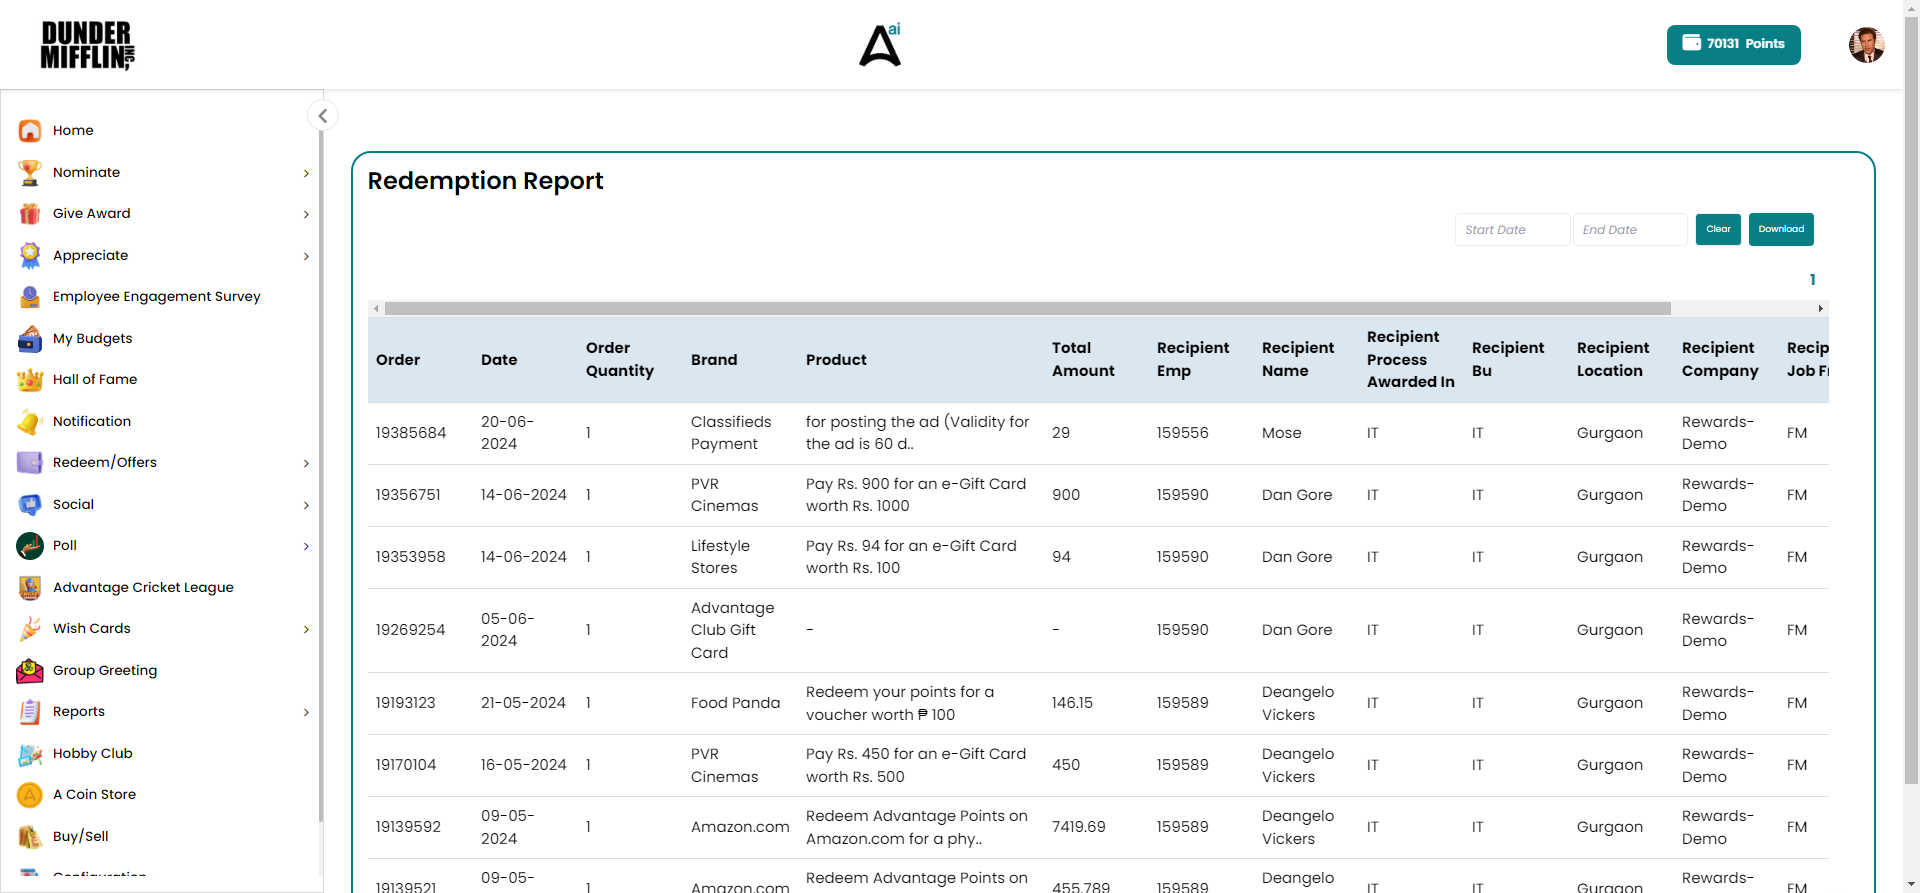 DUNDER
MIFFLIN, INC
ai
70131 Points
Home
Nominate
Give Award
Appreciate
Employee Engagement Survey
My Budgets
Hall of Fame
Notification
Redeem/Offers
Social
Poll
Advantage Cricket League
Wish Cards
Group Greeting
Reports
Hobby Club
A Coin Store
Buy/Sell
Configuration
Redemption Report
Start Date End Date Clear Download
1
Order Date Order Quantity Brand Product Total Amount Recipient Emp Recipient Name Recipient Process Awarded In Recipient Bu Recipient Location Recipient Company Recip Job F
19385684 20-06-2024 1 Classifieds Payment for posting the ad (Validity for the ad is 60 d.. 29 159556 Mose IT IT Gurgaon Rewards-Demo FM
19356751 14-06-2024 1 PVR Cinemas Pay Rs. 900 for an e-Gift Card worth Rs. 1000 900 159590 Dan Gore IT IT Gurgaon Rewards-Demo FM
19353958 14-06-2024 1 Lifestyle Stores Pay Rs. 94 for an e-Gift Card worth Rs. 100 94 159590 Dan Gore IT IT Gurgaon Rewards-Demo FM
19269254 05-06-2024 1 Advantage Club Gift Card - - 159590 Dan Gore IT IT Gurgaon Rewards-Demo FM
19193123 21-05-2024 1 Food Panda Redeem your points for a voucher worth ₱ 100 146.15 159589 Deangelo Vickers IT IT Gurgaon Rewards-Demo FM
19170104 16-05-2024 1 PVR Cinemas Pay Rs. 450 for an e-Gift Card worth Rs. 500 450 159589 Deangelo Vickers IT IT Gurgaon Rewards-Demo FM
19139592 09-05-2024 1 Amazon.com Redeem Advantage Points on Amazon.com for a phy.. 7419.69 159589 Deangelo Vickers IT IT Gurgaon Rewards-Demo FM
19139521 09-05- 1 Amazon.com Redeem Advantage Points on 455.789 159589 Deangelo IT IT Gurgaon Rewards- FM